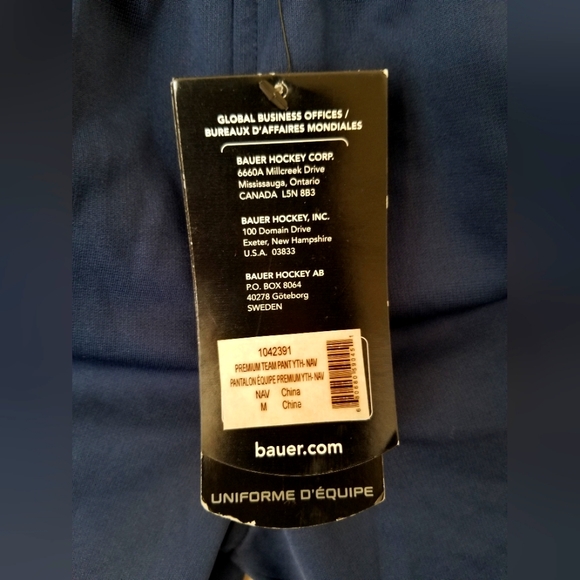 GLOBAL BUSINESS OFFICES /
BUREAUX D'AFFAIRES MONDIALES
BAUER HOCKEY CORP.
6660A Millcreek Drive
Mississauga, Ontario
CANADA L5N 8B3
BAUER HOCKEY, INC.
100 Domain Drive
Exeter, New Hampshire
U.S.A. 03833
BAUER HOCKEY AB
P.O. BOX 8064
40278 Göteborg
SWEDEN
1042391
PREMIUM TEAM PANT YTH- NAV
PANTALON ÉQUIPE PREMIUM YTH- NAV
NAV China
M China
bauer.com
UNIFORME D'ÉQUIPE